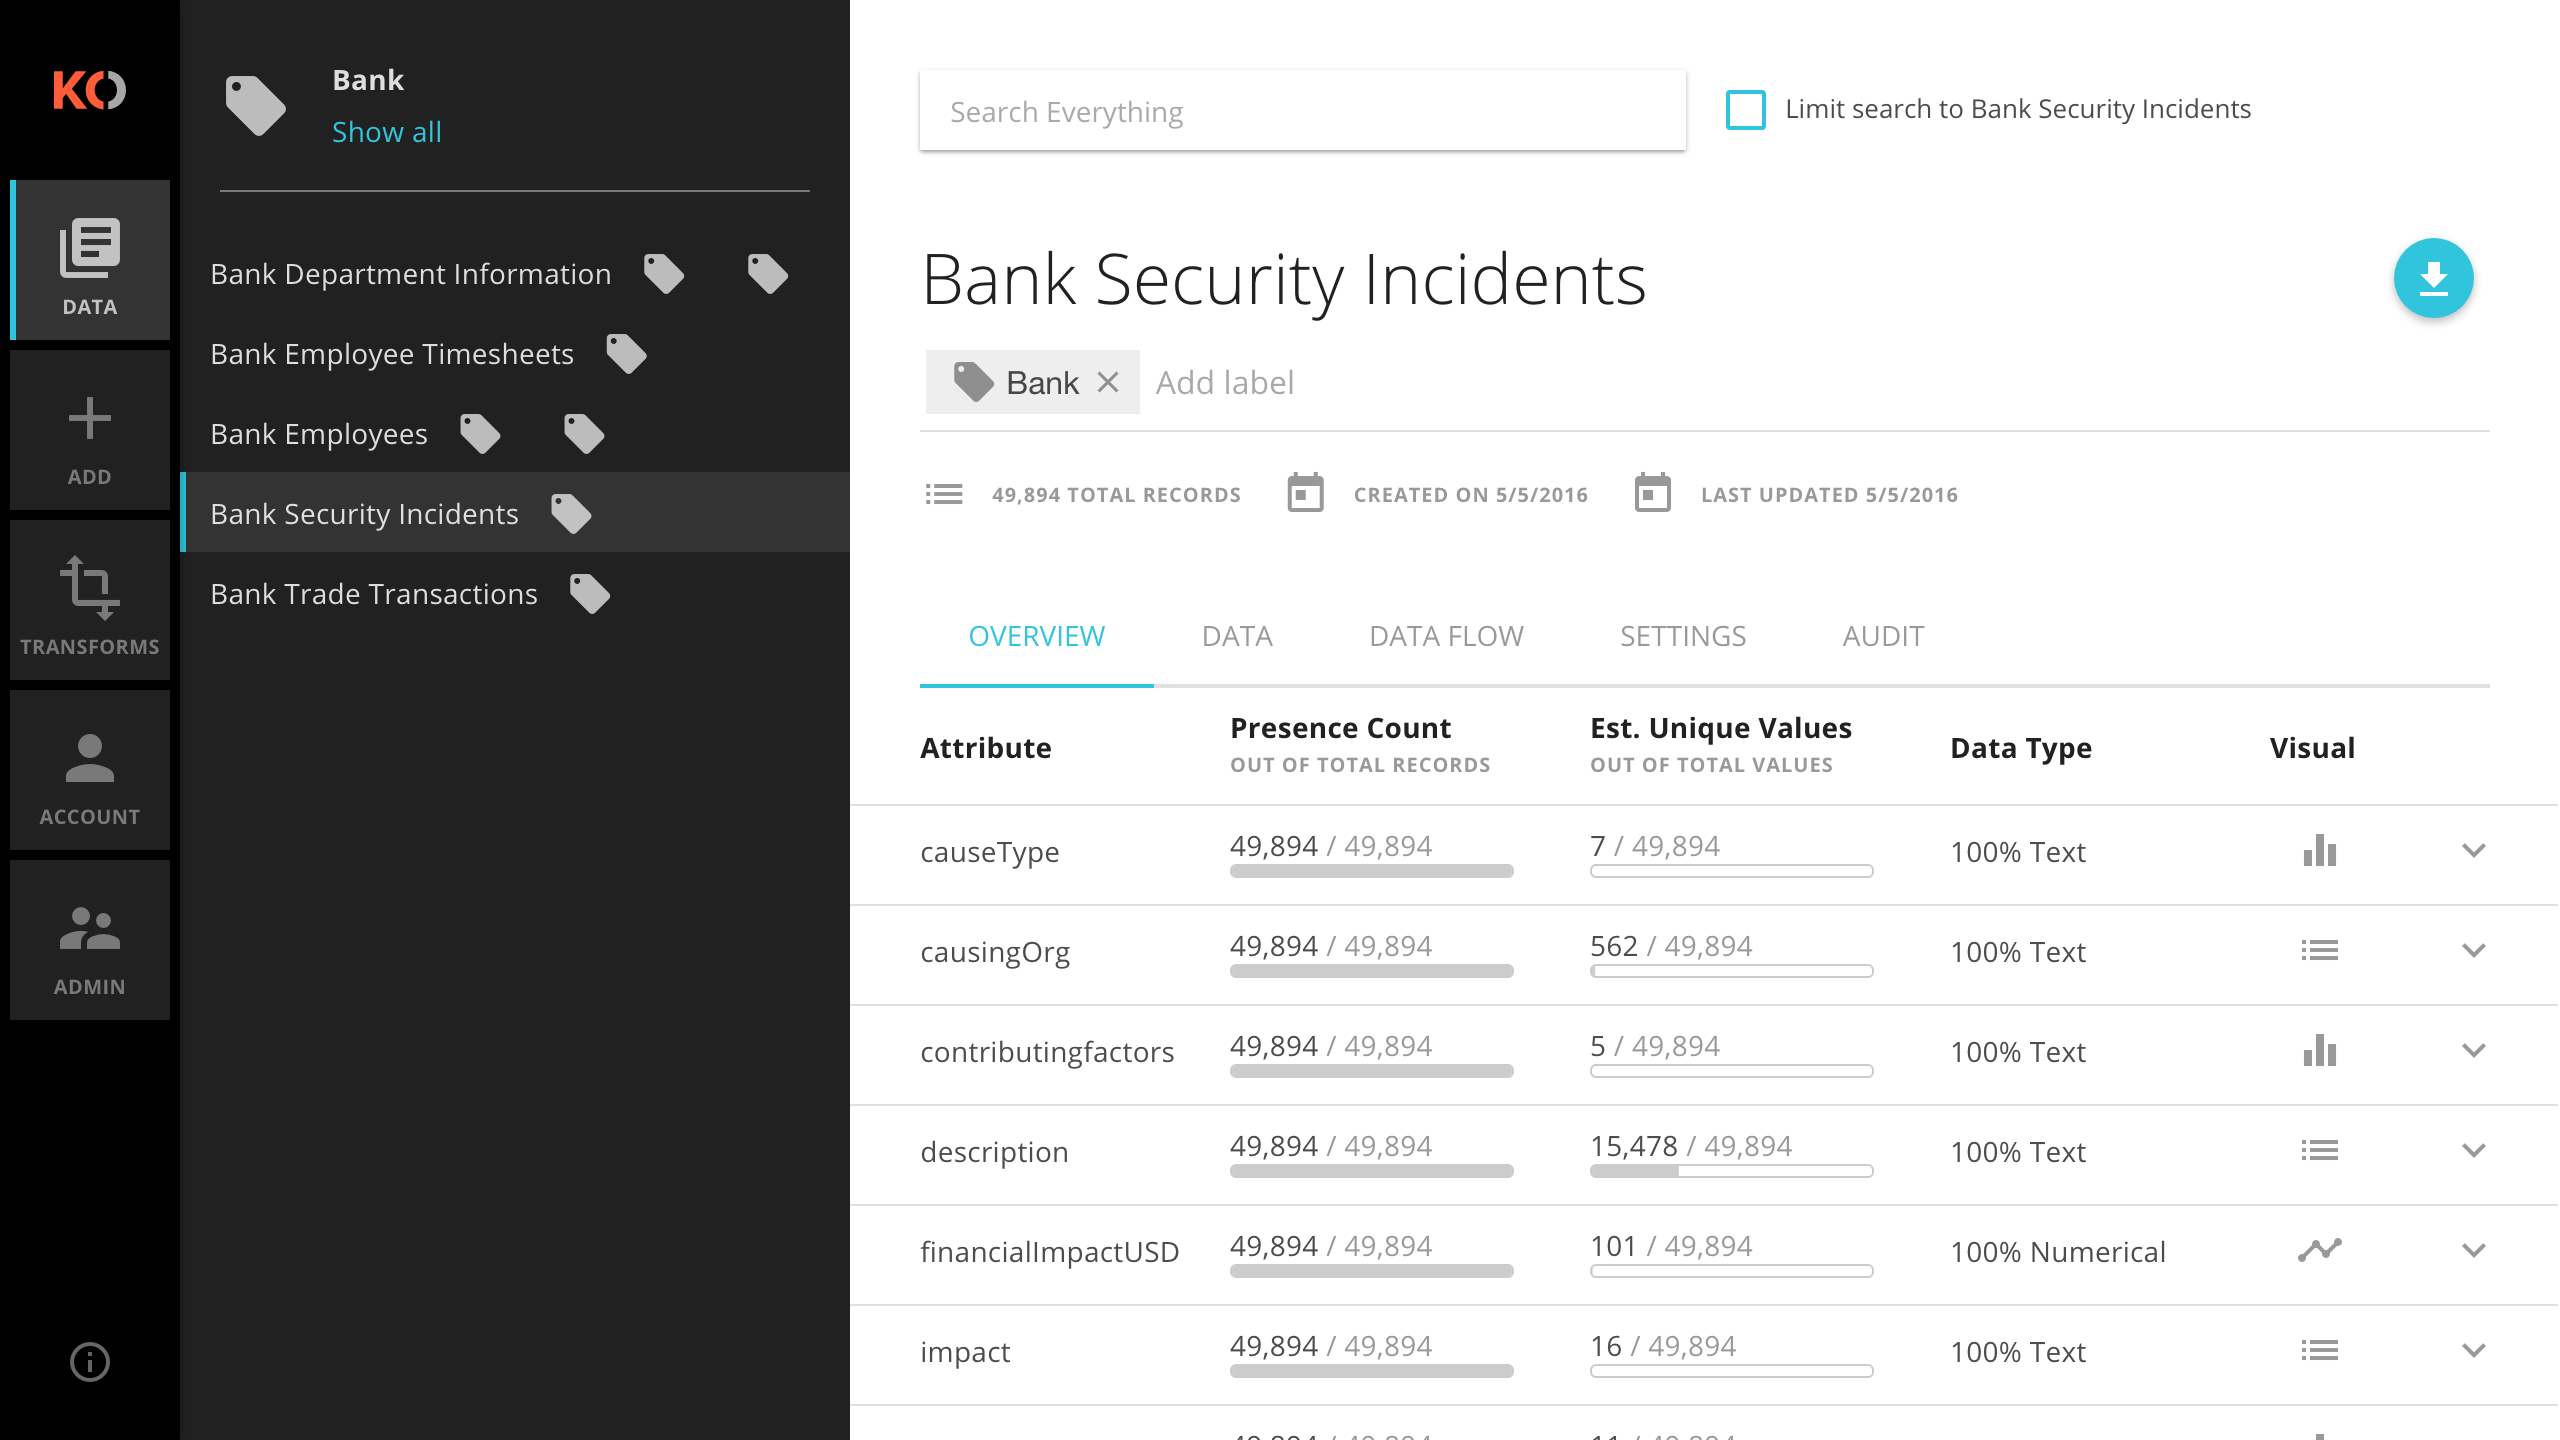 KO
DATA
ADD
TRANSFORMS
ACCOUNT
ADMIN
Bank
Show all
Bank Department Information
Bank Employee Timesheets
Bank Employees
Bank Security Incidents
Bank Trade Transactions
Search Everything
Limit search to Bank Security Incidents
Bank Security Incidents
Bank Add label
49,894 TOTAL RECORDS CREATED ON 5/5/2016 LAST UPDATED 5/5/2016
OVERVIEW DATA DATA FLOW SETTINGS AUDIT
Attribute Presence Count OUT OF TOTAL RECORDS Est. Unique Values OUT OF TOTAL VALUES Data Type Visual
causeType 49,894 / 49,894 7 / 49,894 100% Text
causingOrg 49,894 / 49,894 562 / 49,894 100% Text
contributingfactors 49,894 / 49,894 5 / 49,894 100% Text
description 49,894 / 49,894 15,478 / 49,894 100% Text
financialImpactUSD 49,894 / 49,894 101 / 49,894 100% Numerical
impact 49,894 / 49,894 16 / 49,894 100% Text